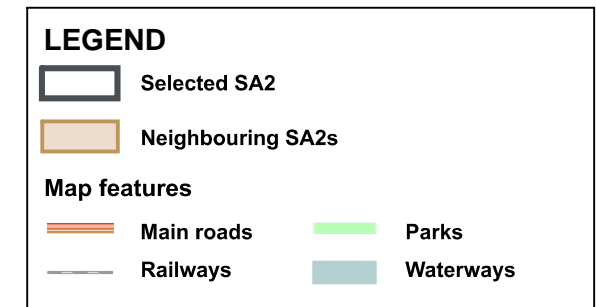 LEGEND
Selected SA2
Neighbouring SA2s
Map features
Main roads
Parks
Railways
Waterways